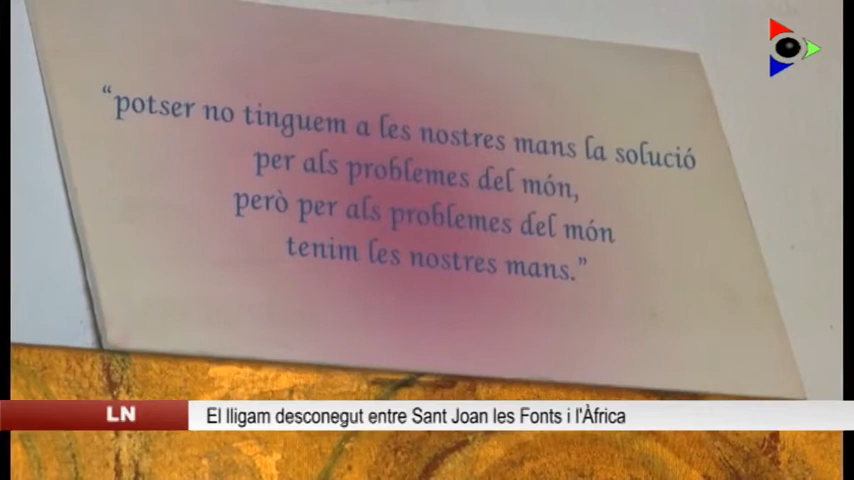 “potser no tinguem a les nostres mans la solució
per als problemes del món,
però per als problemes del món
tenim les nostres mans.”
LN El lligam desconegut entre Sant Joan les Fonts i l'Àfrica